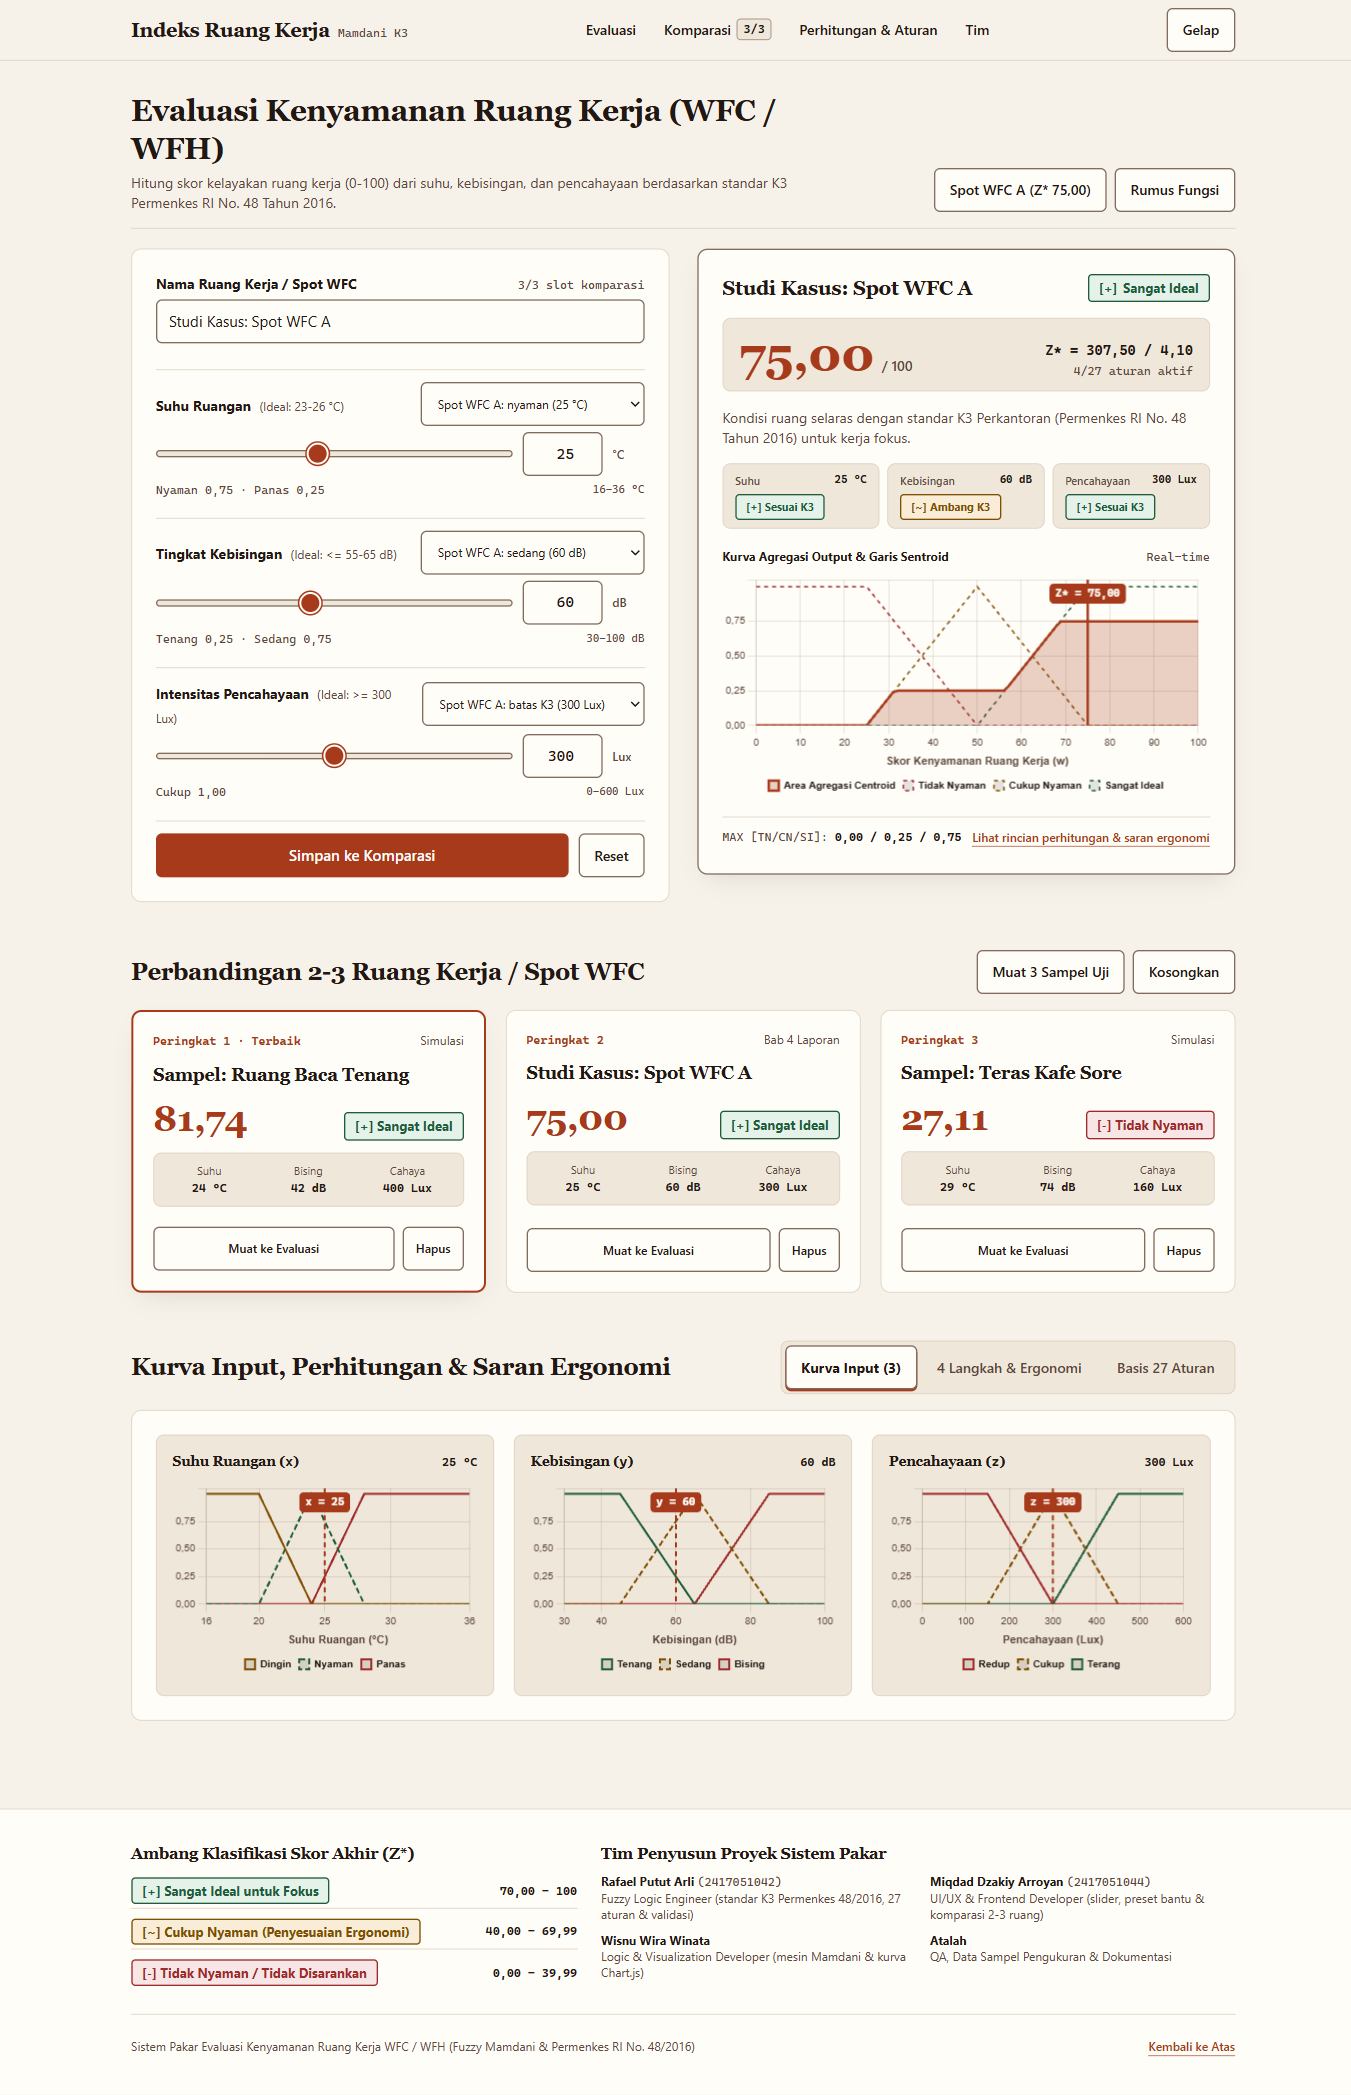 Indeks Ruang Kerja Mamdani K3
Evaluasi
Komparasi 3/3
Perhitungan & Aturan
Tim
Gelap
Evaluasi Kenyamanan Ruang Kerja (WFC /
WFH)
Hitung skor kelayakan ruang kerja (0-100) dari suhu, kebisingan, dan pencahayaan berdasarkan standar K3
Permenkes RI No. 48 Tahun 2016.
Spot WFC A (Z* 75,00)
Rumus Fungsi
Nama Ruang Kerja / Spot WFC
3/3 slot komparasi
Studi Kasus: Spot WFC A
Suhu Ruangan (Ideal: 23-26 °C)
Spot WFC A: nyaman (25 °C)
25 °C
Nyaman 0,75 · Panas 0,25
16–36 °C
Tingkat Kebisingan (Ideal: <= 55-65 dB)
Spot WFC A: sedang (60 dB)
60 dB
Tenang 0,25 · Sedang 0,75
30–100 dB
Intensitas Pencahayaan (Ideal: >= 300
Lux)
Spot WFC A: batas K3 (300 Lux)
300 Lux
Cukup 1,00
0–600 Lux
Simpan ke Komparasi
Reset
Studi Kasus: Spot WFC A
[+] Sangat Ideal
75,00 / 100
Z* = 307,50 / 4,10
4/27 aturan aktif
Kondisi ruang selaras dengan standar K3 Perkantoran (Permenkes RI No. 48
Tahun 2016) untuk kerja fokus.
Suhu 25 °C
[+] Sesuai K3
Kebisingan 60 dB
[~] Ambang K3
Pencahayaan 300 Lux
[+] Sesuai K3
Kurva Agregasi Output & Garis Sentroid
Real-time
Z* = 75,00
0,75
0,50
0,25
0,00
0 10 20 30 40 50 60 70 80 90 100
Skor Kenyamanan Ruang Kerja (w)
Area Agregasi Centroid Tidak Nyaman Cukup Nyaman Sangat Ideal
MAX [TN/CN/SI]: 0,00 / 0,25 / 0,75
Lihat rincian perhitungan & saran ergonomi
Perbandingan 2-3 Ruang Kerja / Spot WFC
Muat 3 Sampel Uji
Kosongkan
Peringkat 1 · Terbaik
Simulasi
Sampel: Ruang Baca Tenang
81,74
[+] Sangat Ideal
Suhu Bising Cahaya
24 °C 42 dB 400 Lux
Muat ke Evaluasi
Hapus
Peringkat 2
Bab 4 Laporan
Studi Kasus: Spot WFC A
75,00
[+] Sangat Ideal
Suhu Bising Cahaya
25 °C 60 dB 300 Lux
Muat ke Evaluasi
Hapus
Peringkat 3
Simulasi
Sampel: Teras Kafe Sore
27,11
[-] Tidak Nyaman
Suhu Bising Cahaya
29 °C 74 dB 160 Lux
Muat ke Evaluasi
Hapus
Kurva Input, Perhitungan & Saran Ergonomi
Kurva Input (3)
4 Langkah & Ergonomi
Basis 27 Aturan
Suhu Ruangan (x)
25 °C
x = 25
0,75
0,50
0,25
0,00
16 20 25 30 36
Suhu Ruangan (°C)
Dingin Nyaman Panas
Kebisingan (y)
60 dB
y = 60
0,75
0,50
0,25
0,00
30 40 60 80 100
Kebisingan (dB)
Tenang Sedang Bising
Pencahayaan (z)
300 Lux
z = 300
0,75
0,50
0,25
0,00
0 100 200 300 400 500 600
Pencahayaan (Lux)
Redup Cukup Terang
Ambang Klasifikasi Skor Akhir (Z*)
[+] Sangat Ideal untuk Fokus
70,00 – 100
[~] Cukup Nyaman (Penyesuaian Ergonomi)
40,00 – 69,99
[-] Tidak Nyaman / Tidak Disarankan
0,00 – 39,99
Tim Penyusun Proyek Sistem Pakar
Rafael Putut Arli (2417051042)
Fuzzy Logic Engineer (standar K3 Permenkes 48/2016, 27
aturan & validasi)
Miqdad Dzakiy Arroyan (2417051044)
UI/UX & Frontend Developer (slider, preset bantu &
komparasi 2-3 ruang)
Wisnu Wira Winata
Logic & Visualization Developer (mesin Mamdani & kurva
Chart.js)
Atalah
QA, Data Sampel Pengukuran & Dokumentasi
Sistem Pakar Evaluasi Kenyamanan Ruang Kerja WFC / WFH (Fuzzy Mamdani & Permenkes RI No. 48/2016)
Kembali ke Atas